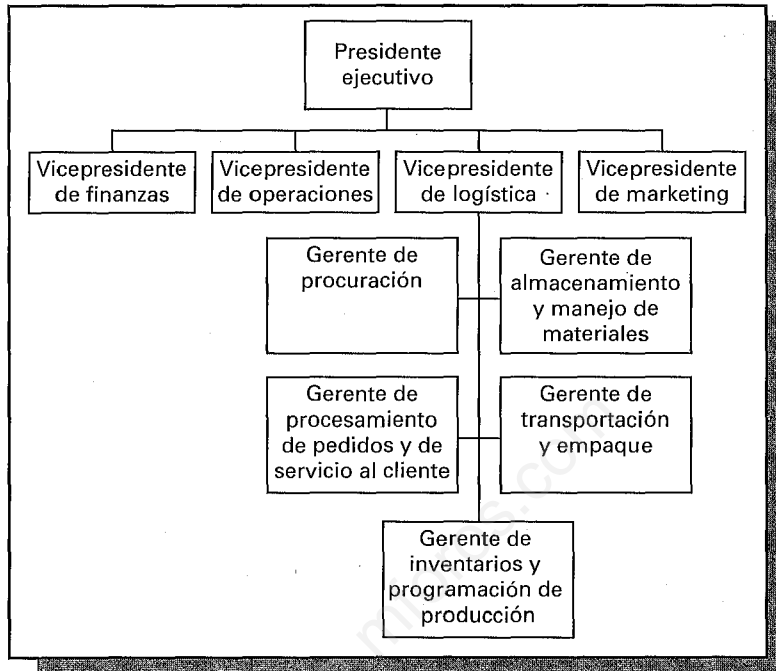 Presidente
ejecutivo
Vicepresidente
de finanzas
Vicepresidente
de operaciones
Vicepresidente
de logística
Vicepresidente
de marketing
Gerente de
procuración
Gerente de
almacenamiento
y manejo de
materiales
Gerente de
procesamiento
de pedidos y de
servicio al cliente
Gerente de
transportación
y empaque
Gerente de
inventarios y
programación de
producción